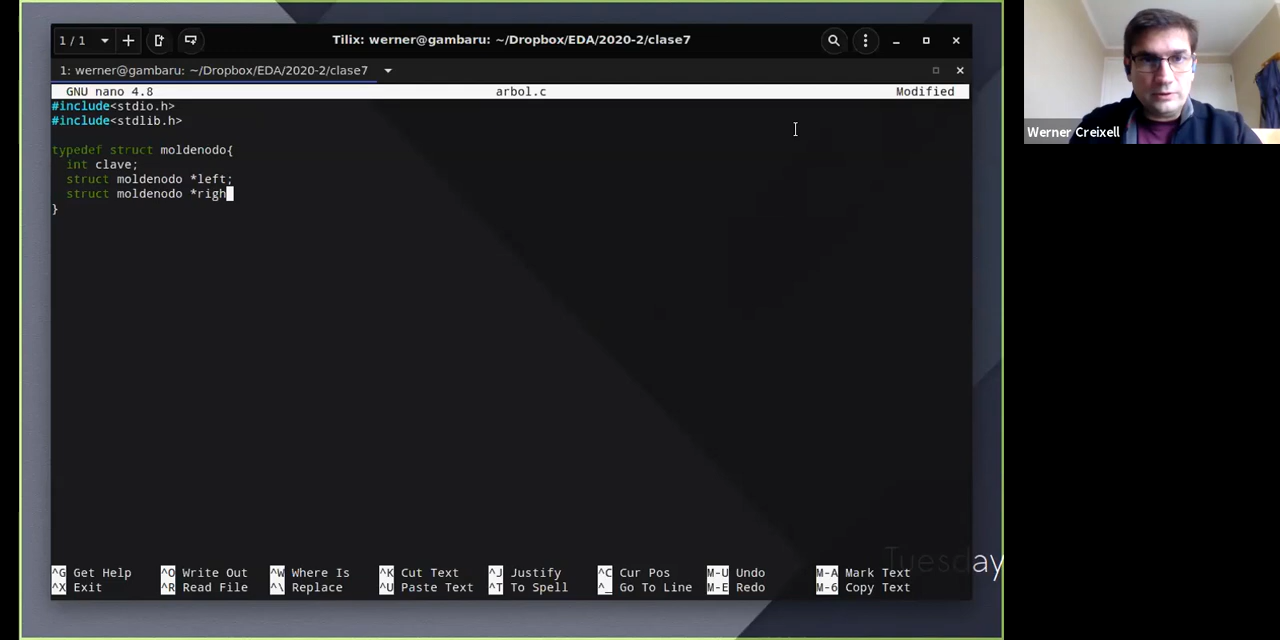 1 / 1
Tilix: werner@gambaru: ~/Dropbox/EDA/2020-2/clase7
1: werner@gambaru: ~/Dropbox/EDA/2020-2/clase7
GNU nano 4.8 arbol.c Modified
#include<stdio.h>
#include<stdlib.h>
typedef struct moldenodo{
int clave;
struct moldenodo *left;
struct moldenodo *righ
}
Werner Creixell
Tuesday
^G Get Help ^O Write Out ^W Where Is ^K Cut Text ^J Justify ^C Cur Pos M-U Undo M-A Mark Text
^X Exit ^R Read File ^\ Replace ^U Paste Text ^T To Spell ^_ Go To Line M-E Redo M-6 Copy Text